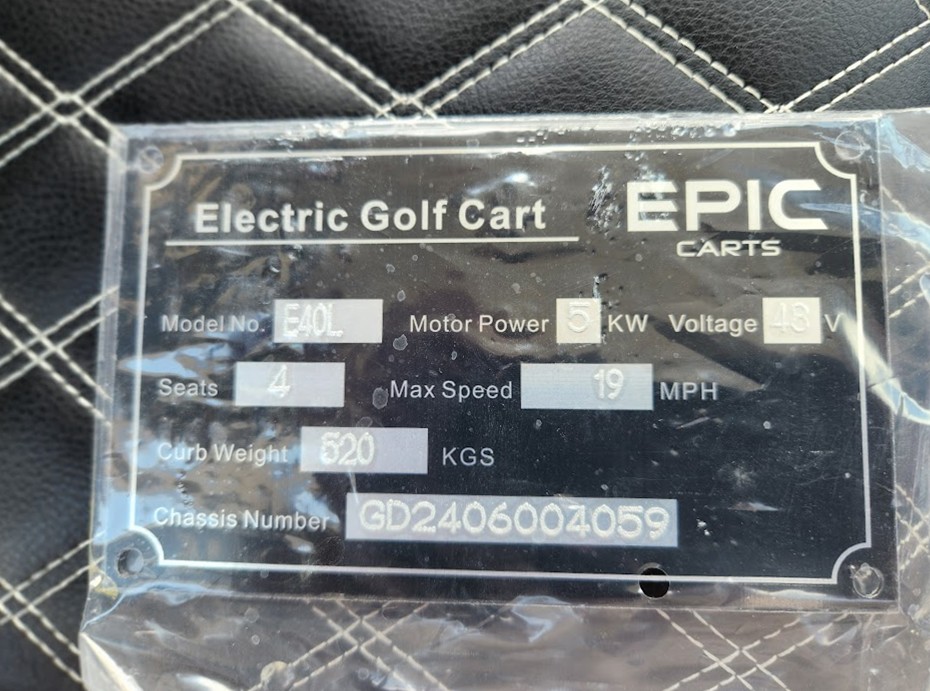 Electric Golf Cart
EPIC
CARTS
Model No. E40L Motor Power 5 KW Voltage 48 V
Seats 4 Max Speed 19 MPH
Curb Weight 520 KGS
Chassis Number GD2406004059